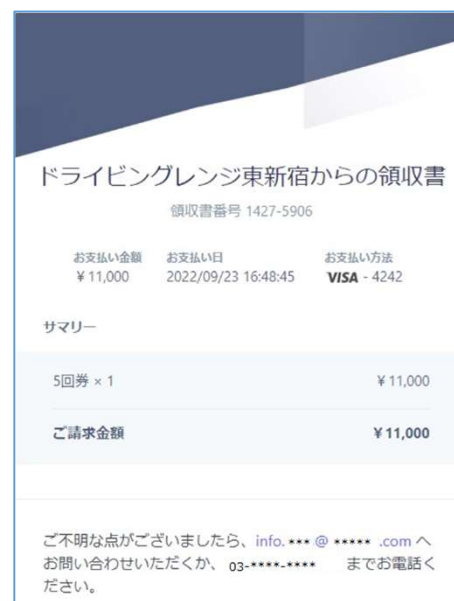 ドライビングレンジ東新宿からの領収書
領収書番号 1427-5906
お支払い金額 お支払い日 お支払い方法
¥ 11,000 2022/09/23 16:48:45 VISA - 4242
サマリー
5回券 × 1 ¥ 11,000
ご請求金額 ¥ 11,000
ご不明な点がございましたら、info. *** @ ***** .com へ
お問い合わせいただくか、 03-****-**** までお電話く
ださい。